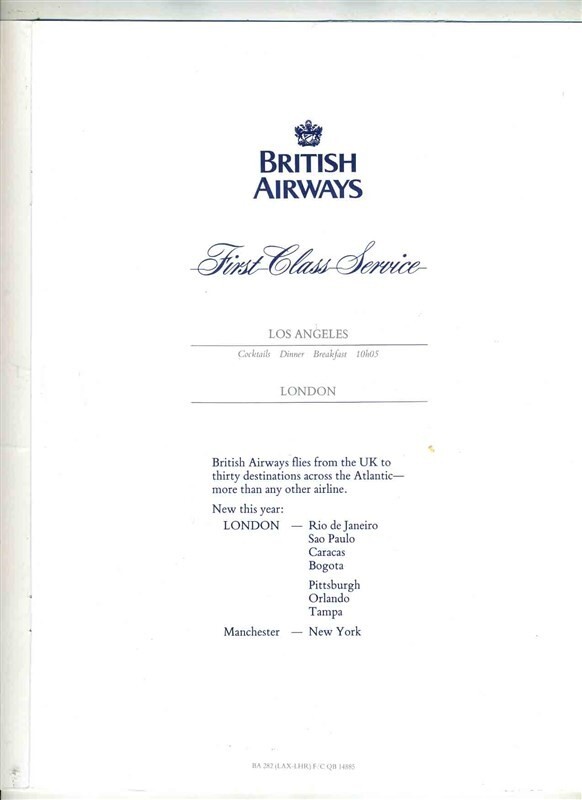 BRITISH
AIRWAYS
First Class Service
LOS ANGELES
Cocktails Dinner Breakfast 10h05
LONDON
British Airways flies from the UK to
thirty destinations across the Atlantic—
more than any other airline.
New this year:
LONDON — Rio de Janeiro
Sao Paulo
Caracas
Bogota
Pittsburgh
Orlando
Tampa
Manchester — New York
BA 282 (LAX-LHR) F/C QB 14885